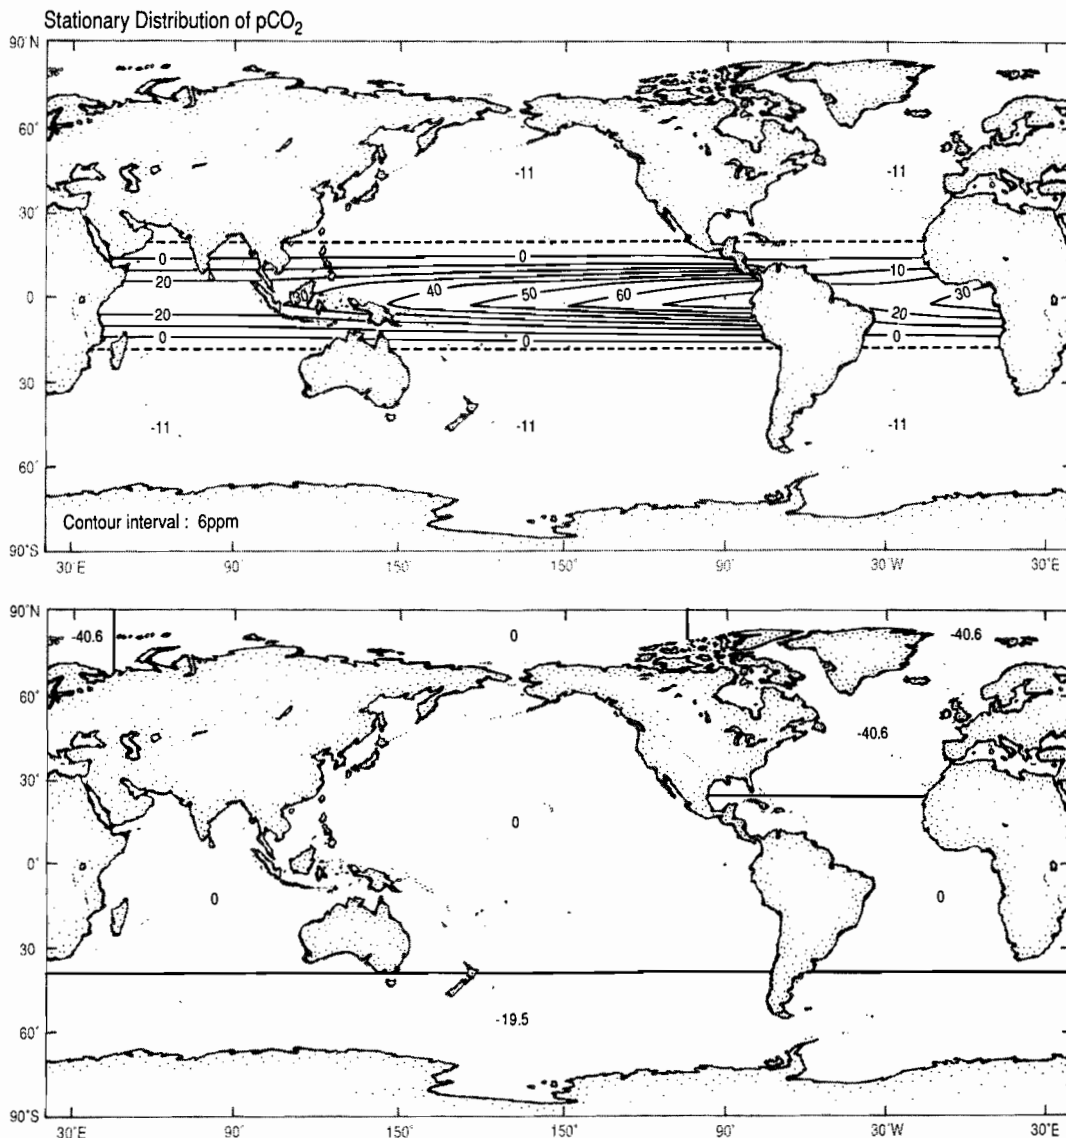 Stationary Distribution of pCO₂
90°N
60°
30°
0
30
60°
90°S
-11 -11
0 0
20 30 40 50 60 10 30
20 20
0 0 0
-11 -11 -11
Contour interval : 6ppm
30°E 90° 150° 150° 90° 30°W 30°E
90°N
60°
30°
0°
30
60°
90°S
-40.6 0 -40.6
-40.6
0
0 0
-19.5
30°E 90° 150° 150° 90° 30°W 30°E